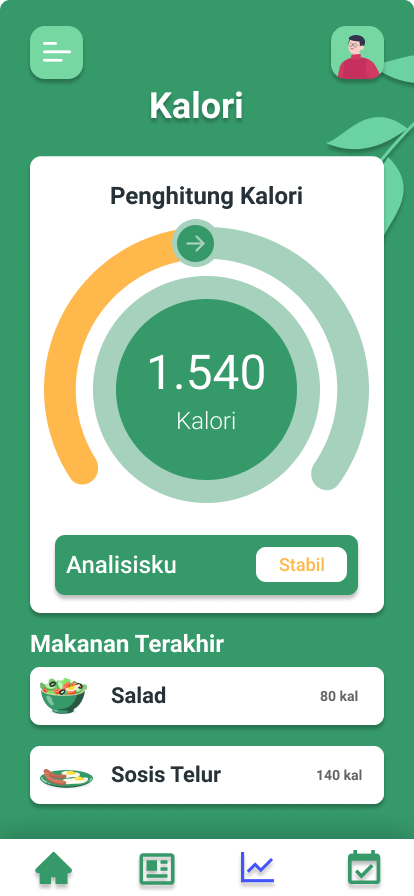 Kalori
Penghitung Kalori
1.540
Kalori
Analisisku
Stabil
Makanan Terakhir
Salad
80 kal
Sosis Telur
140 kal